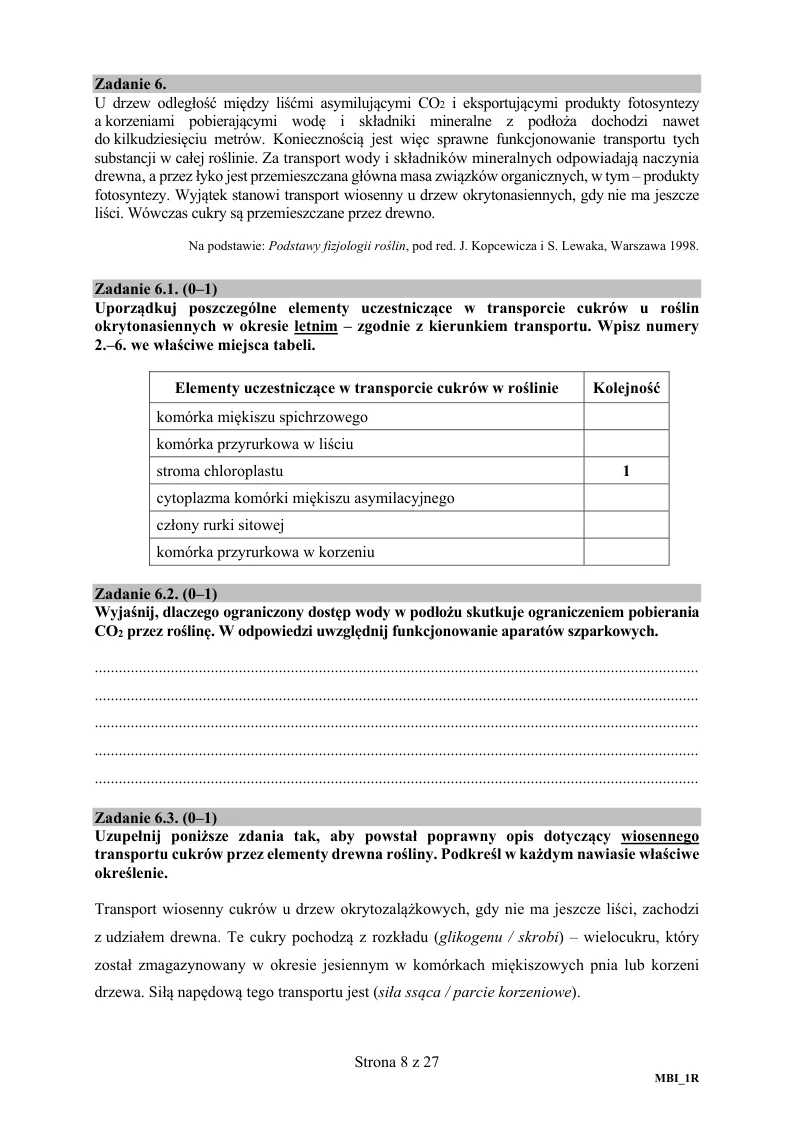 Zadanie 6.
U drzew odległość między liśćmi asymilującymi CO2 i eksportującymi produkty fotosyntezy
a korzeniami pobierającymi wodę i składniki mineralne z podłoża dochodzi nawet
do kilkudziesięciu metrów. Koniecznością jest więc sprawne funkcjonowanie transportu tych
substancji w całej roślinie. Za transport wody i składników mineralnych odpowiadają naczynia
drewna, a przez łyko jest przemieszczana główna masa związków organicznych, w tym – produkty
fotosyntezy. Wyjątek stanowi transport wiosenny u drzew okrytonasiennych, gdy nie ma jeszcze
liści. Wówczas cukry są przemieszczane przez drewno.
Na podstawie: Podstawy fizjologii roślin, pod red. J. Kopcewicza i S. Lewaka, Warszawa 1998.
Zadanie 6.1. (0–1)
Uporządkuj poszczególne elementy uczestniczące w transporcie cukrów u roślin
okrytonasiennych w okresie letnim – zgodnie z kierunkiem transportu. Wpisz numery
2.–6. we właściwe miejsca tabeli.
Elementy uczestniczące w transporcie cukrów w roślinie Kolejność
komórka miękiszu spichrzowego
komórka przyrurkowa w liściu
stroma chloroplastu 1
cytoplazma komórki miękiszu asymilacyjnego
człony rurki sitowej
komórka przyrurkowa w korzeniu
Zadanie 6.2. (0–1)
Wyjaśnij, dlaczego ograniczony dostęp wody w podłożu skutkuje ograniczeniem pobierania
CO2 przez roślinę. W odpowiedzi uwzględnij funkcjonowanie aparatów szparkowych.
Zadanie 6.3. (0–1)
Uzupełnij poniższe zdania tak, aby powstał poprawny opis dotyczący wiosennego
transportu cukrów przez elementy drewna rośliny. Podkreśl w każdym nawiasie właściwe
określenie.
Transport wiosenny cukrów u drzew okrytozalążkowych, gdy nie ma jeszcze liści, zachodzi
z udziałem drewna. Te cukry pochodzą z rozkładu (glikogenu / skrobi) – wielocukru, który
został zmagazynowany w okresie jesiennym w komórkach miękiszowych pnia lub korzeni
drzewa. Siłą napędową tego transportu jest (siła ssąca / parcie korzeniowe).
Strona 8 z 27
MBI_1R